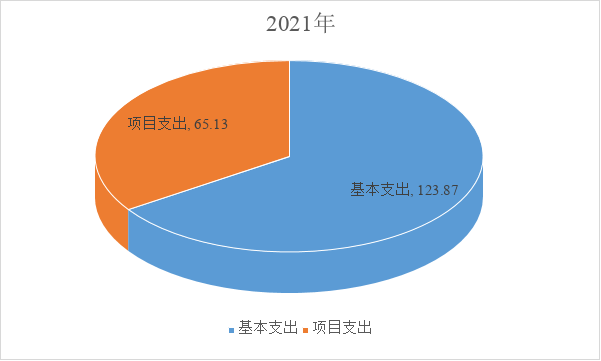 2021年
项目支出, 65.13
基本支出, 123.87
基本支出 项目支出